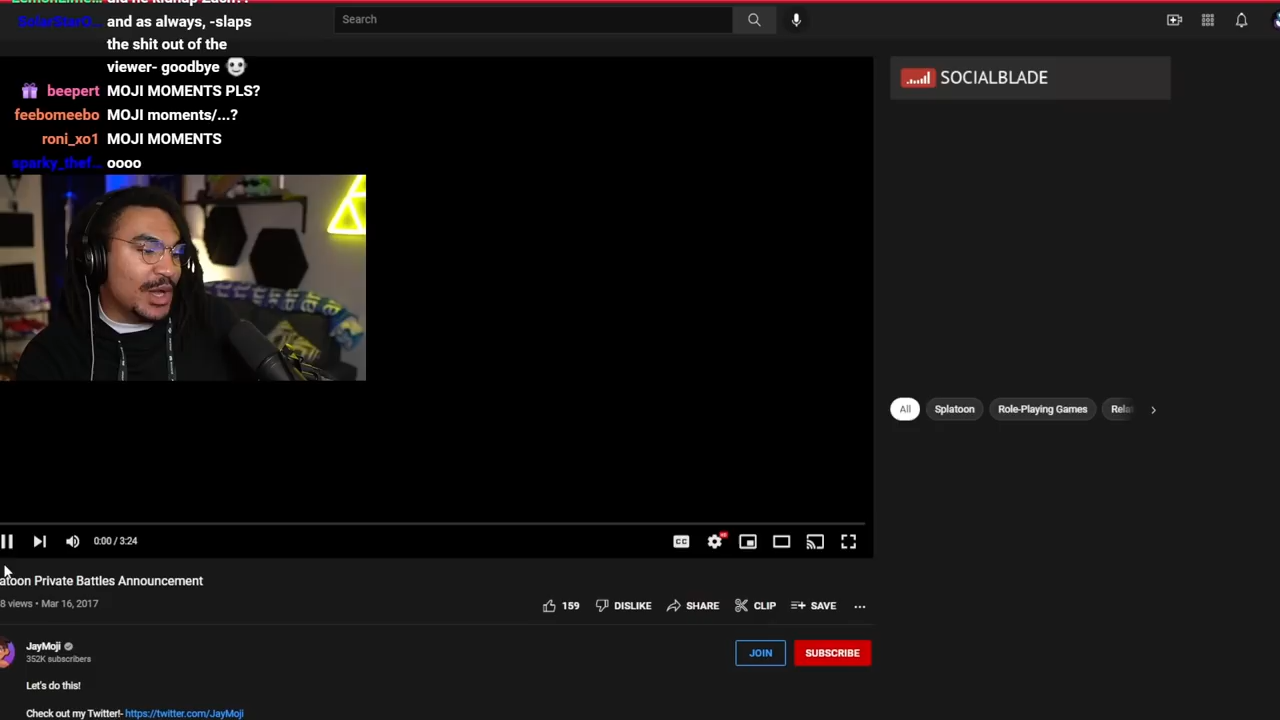 and as always, -slaps
the shit out of the
viewer- goodbye
beepert MOJI MOMENTS PLS?
feebomeebo MOJI moments/...?
roni_xo1 MOJI MOMENTS
sparky_thef... oooo
Search
SOCIALBLADE
All Splatoon Role-Playing Games Rela
0:00 / 3:24
CC
atoon Private Battles Announcement
8 views • Mar 16, 2017
159 DISLIKE SHARE CLIP SAVE ...
JayMoji
352K subscribers
JOIN SUBSCRIBE
Let's do this!
Check out my Twitter!- https://twitter.com/JayMoji